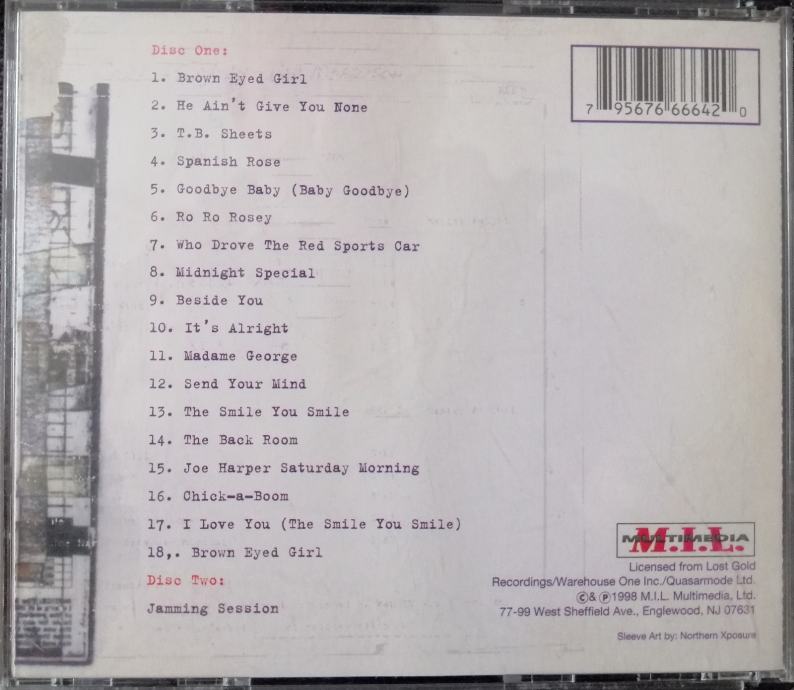 Disc One:
1. Brown Eyed Girl
2. He Ain't Give You None
3. T.B. Sheets
4. Spanish Rose
5. Goodbye Baby (Baby Goodbye)
6. Ro Ro Rosey
7. Who Drove The Red Sports Car
8. Midnight Special
9. Beside You
10. It's Alright
11. Madame George
12. Send Your Mind
13. The Smile You Smile
14. The Back Room
15. Joe Harper Saturday Morning
16. Chick-a-Boom
17. I Love You (The Smile You Smile)
18,. Brown Eyed Girl
Disc Two:
Jamming Session
7 95676 66642 0
M.I.L.
MULTIMEDIA
Licensed from Lost Gold
Recordings/Warehouse One Inc./Quasarmode Ltd.
©& ℗1998 M.I.L. Multimedia, Ltd.
77-99 West Sheffield Ave., Englewood, NJ 07631
Sleeve Art by: Northern Xposure